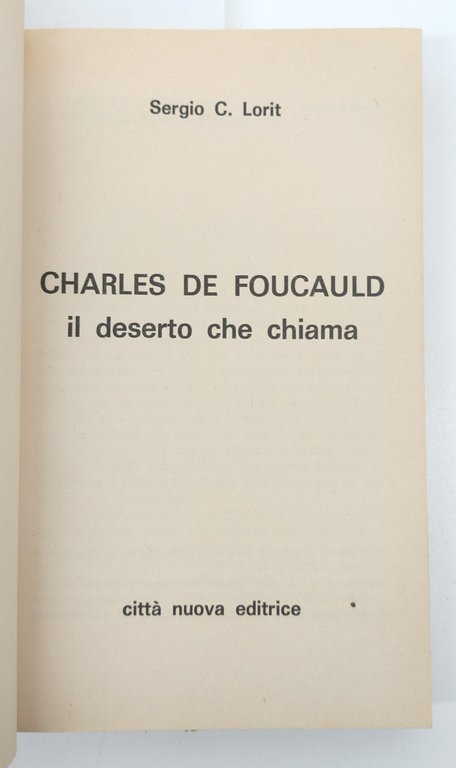 Sergio C. Lorit
CHARLES DE FOUCAULD
il deserto che chiama
città nuova editrice